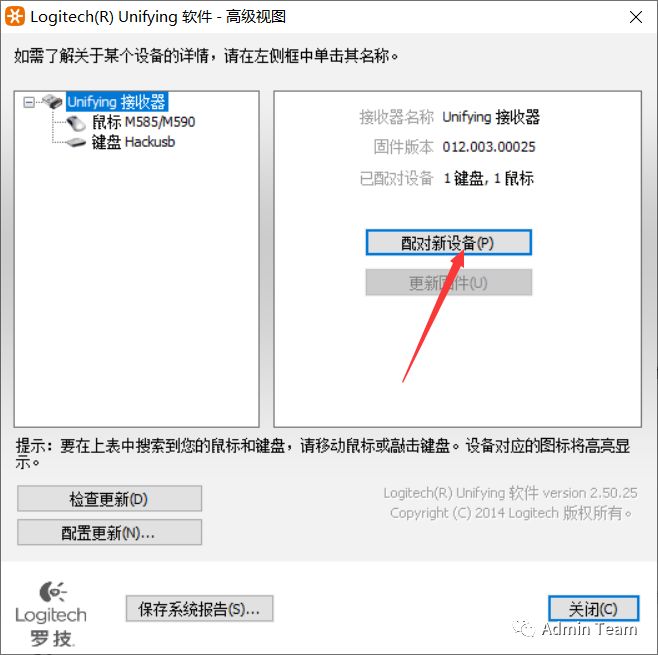 Logitech(R) Unifying 软件 - 高级视图
如需了解关于某个设备的详情，请在左侧框中单击其名称。
Unifying 接收器
鼠标 M585/M590
键盘 Hackusb
接收器名称 Unifying 接收器
固件版本 012.003.00025
已配对设备 1 键盘, 1 鼠标
配对新设备(P)
更新固件(U)
提示：要在上表中搜索到您的鼠标和键盘，请移动鼠标或敲击键盘。设备对应的图标将高亮显
示。
检查更新(D)
配置更新(N)...
Logitech(R) Unifying 软件 version 2.50.25
Copyright (C) 2014 Logitech 版权所有。
Logitech
罗技
保存系统报告(S)...
关闭(C)
Admin Team